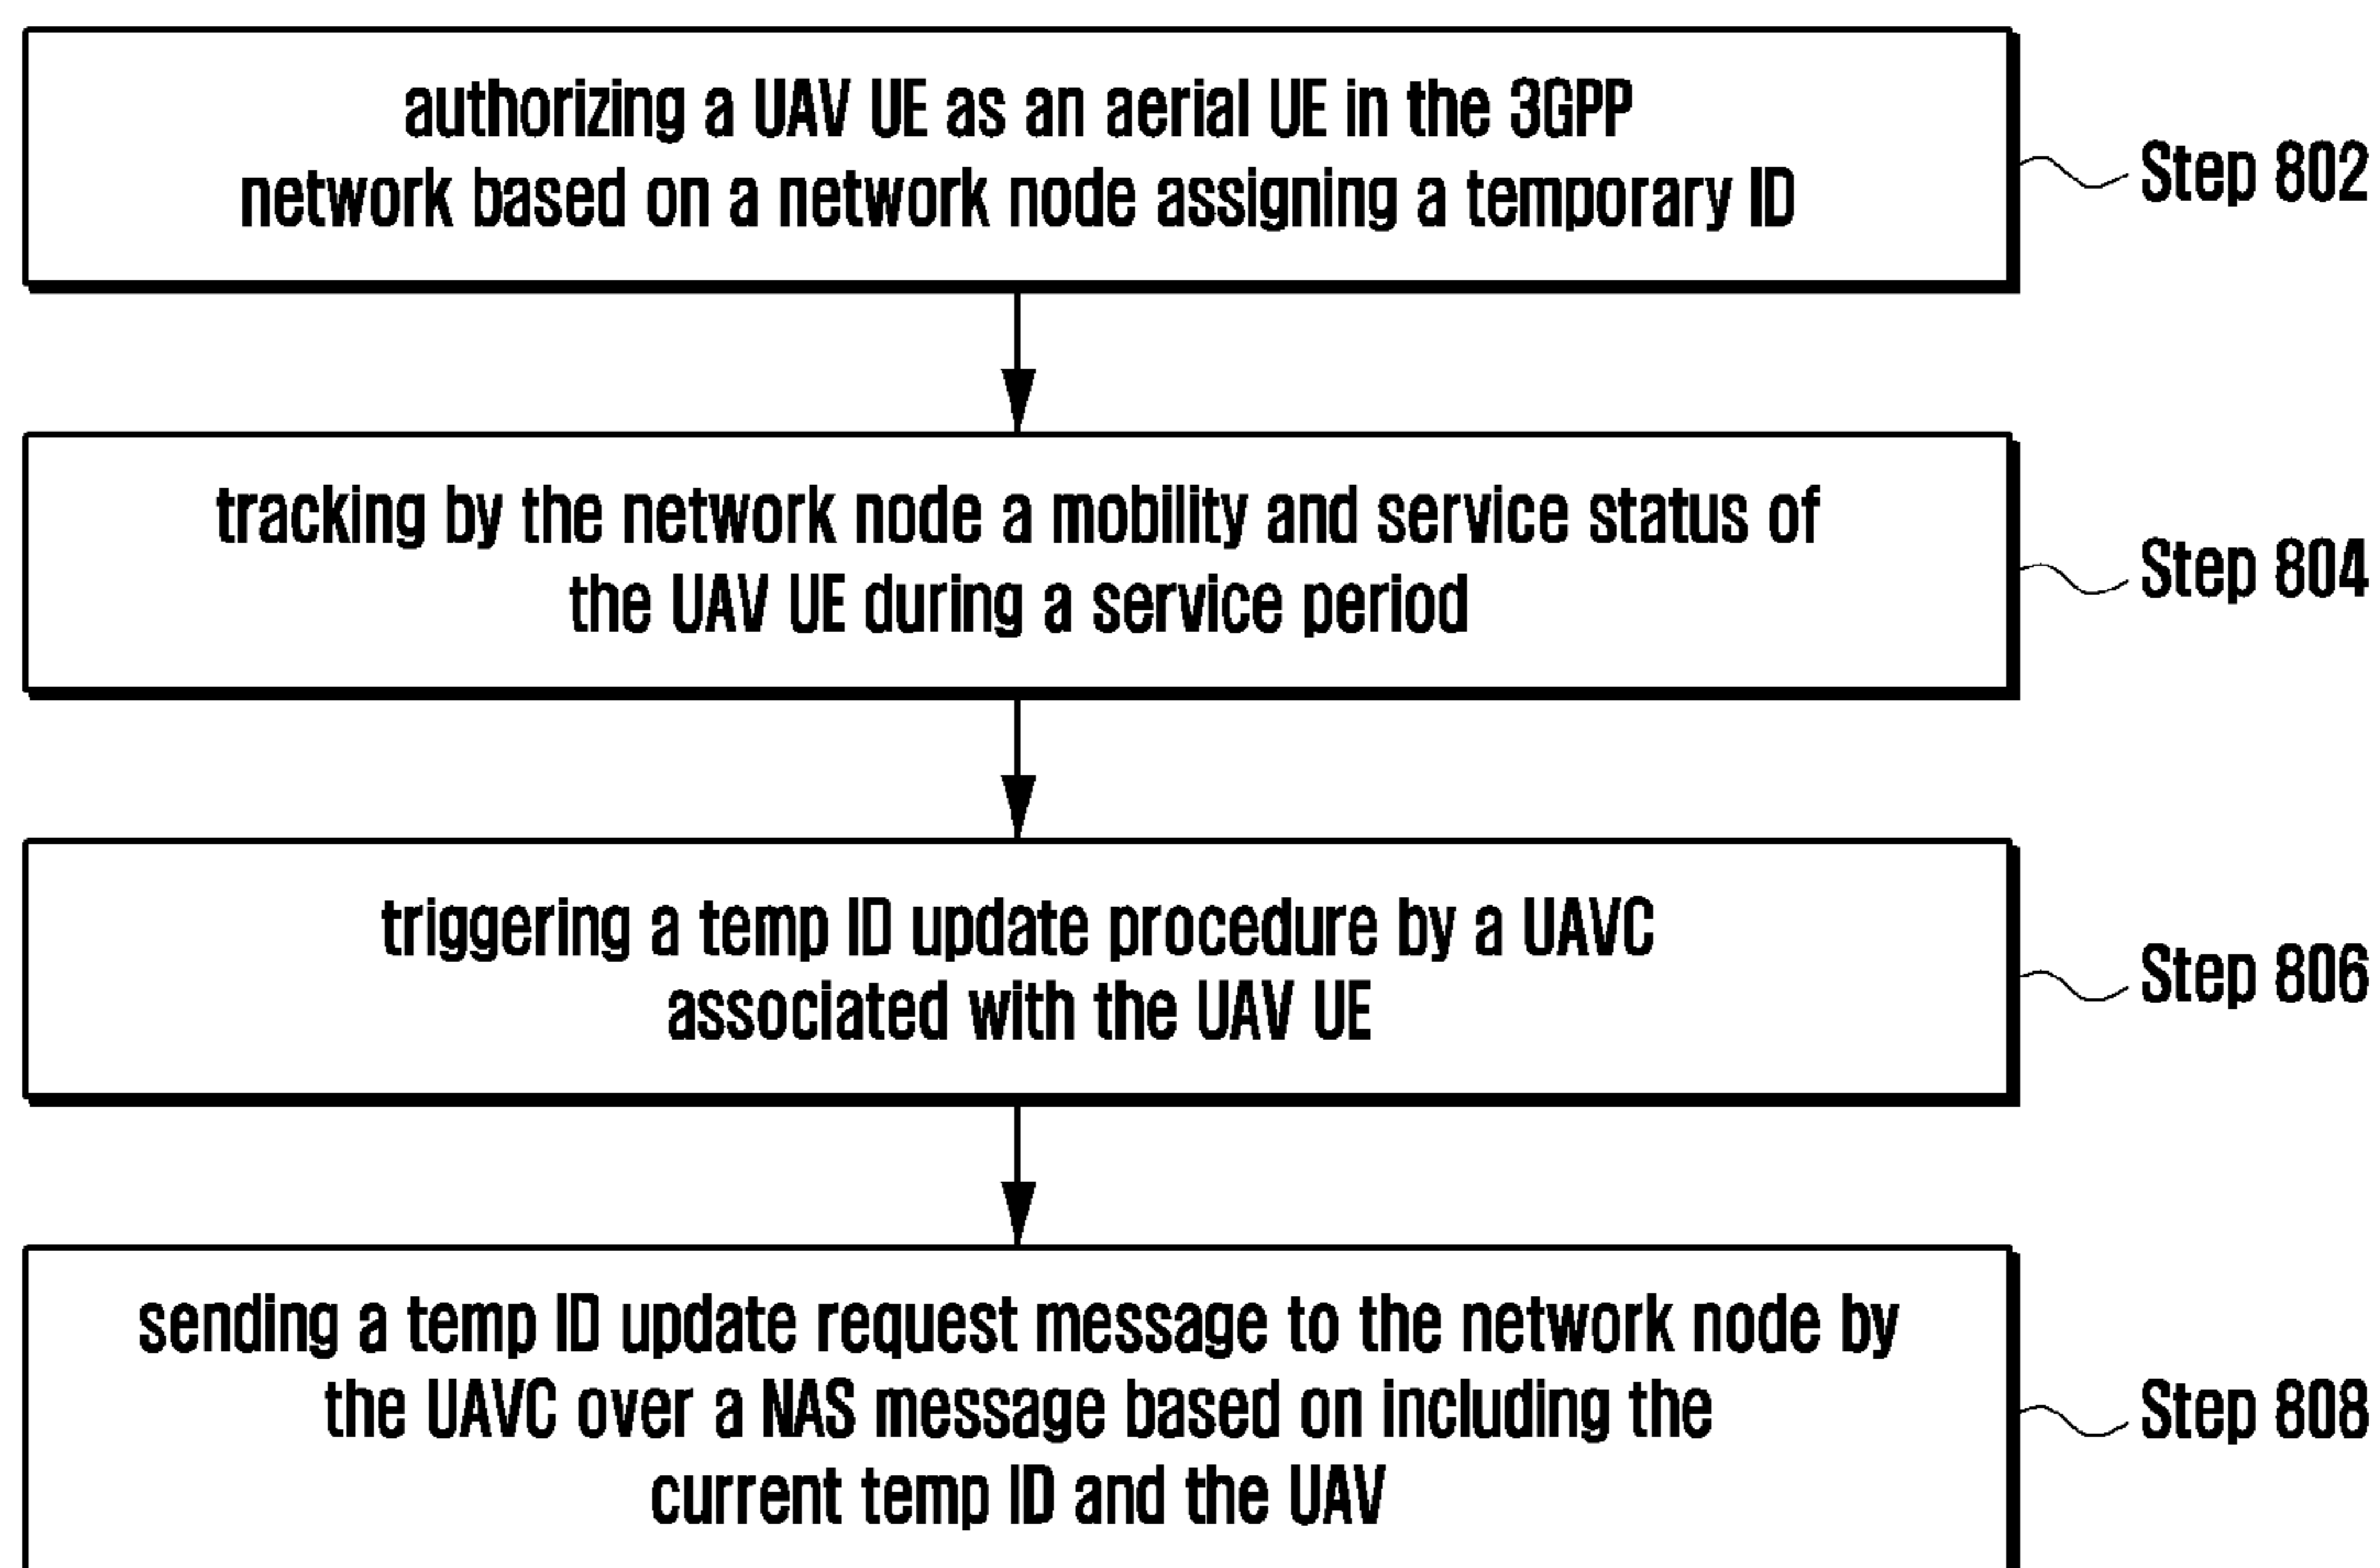 authorizing a UAV UE as an aerial UE in the 3GPP
network based on a network node assigning a temporary ID
Step 802
tracking by the network node a mobility and service status of
the UAV UE during a service period
Step 804
triggering a temp ID update procedure by a UAVC
associated with the UAV UE
Step 806
sending a temp ID update request message to the network node by
the UAVC over a NAS message based on including the
current temp ID and the UAV
Step 808